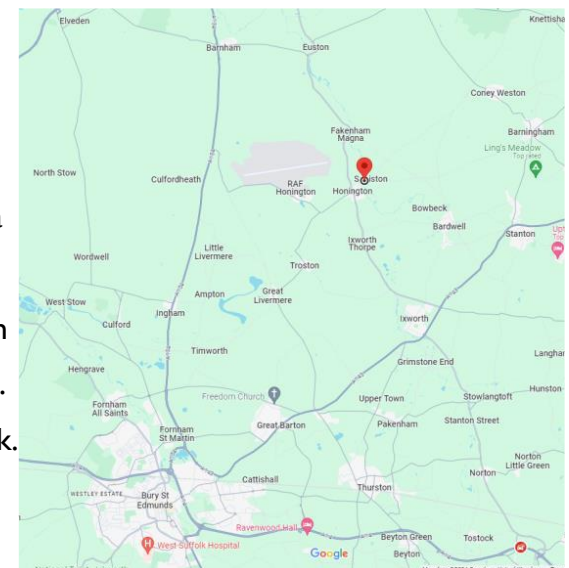 Elveden
Knettisha
Barnham
Euston
Coney Weston
Fakenham
Magna
Barningham
Ling's Meadow
Top rated
North Stow
Culfordheath
RAF
Honington
Honington
Bowbeck
Bardwell
Stanton
Ixworth
Thorpe
Little
Livermere
Wordwell
Troston
West Stow
Ampton
Great
Livermere
Ingham
Culford
Ixworth
Timworth
Grimstone End
Langhar
Hengrave
Hunston
Freedom Church
Upper Town
Stowlangtoft
Fornham
All Saints
Fornham
St Martin
Great Barton
Pakenham
Stanton Street
k.
Norton
Little Green
Norton
Cattishall
Thurston
WESTLEY ESTATE
Bury St
Edmunds
Ravenwood Hall
Beyton Green
Tostock
West Suffolk Hospital
Google
Beyton